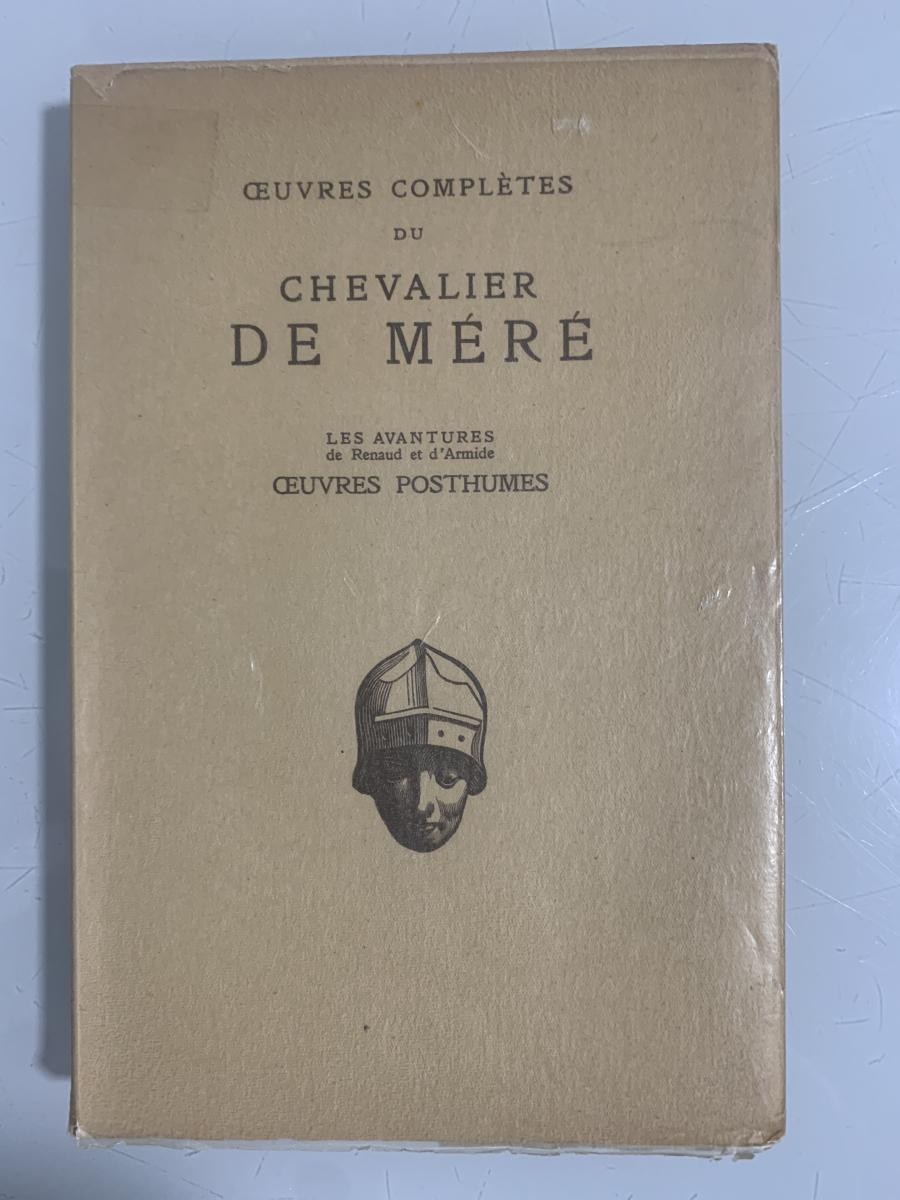 ŒUVRES COMPLÈTES
DU
CHEVALIER
DE MÉRÉ
LES AVANTURES
de Renaud et d'Armide
ŒUVRES POSTHUMES